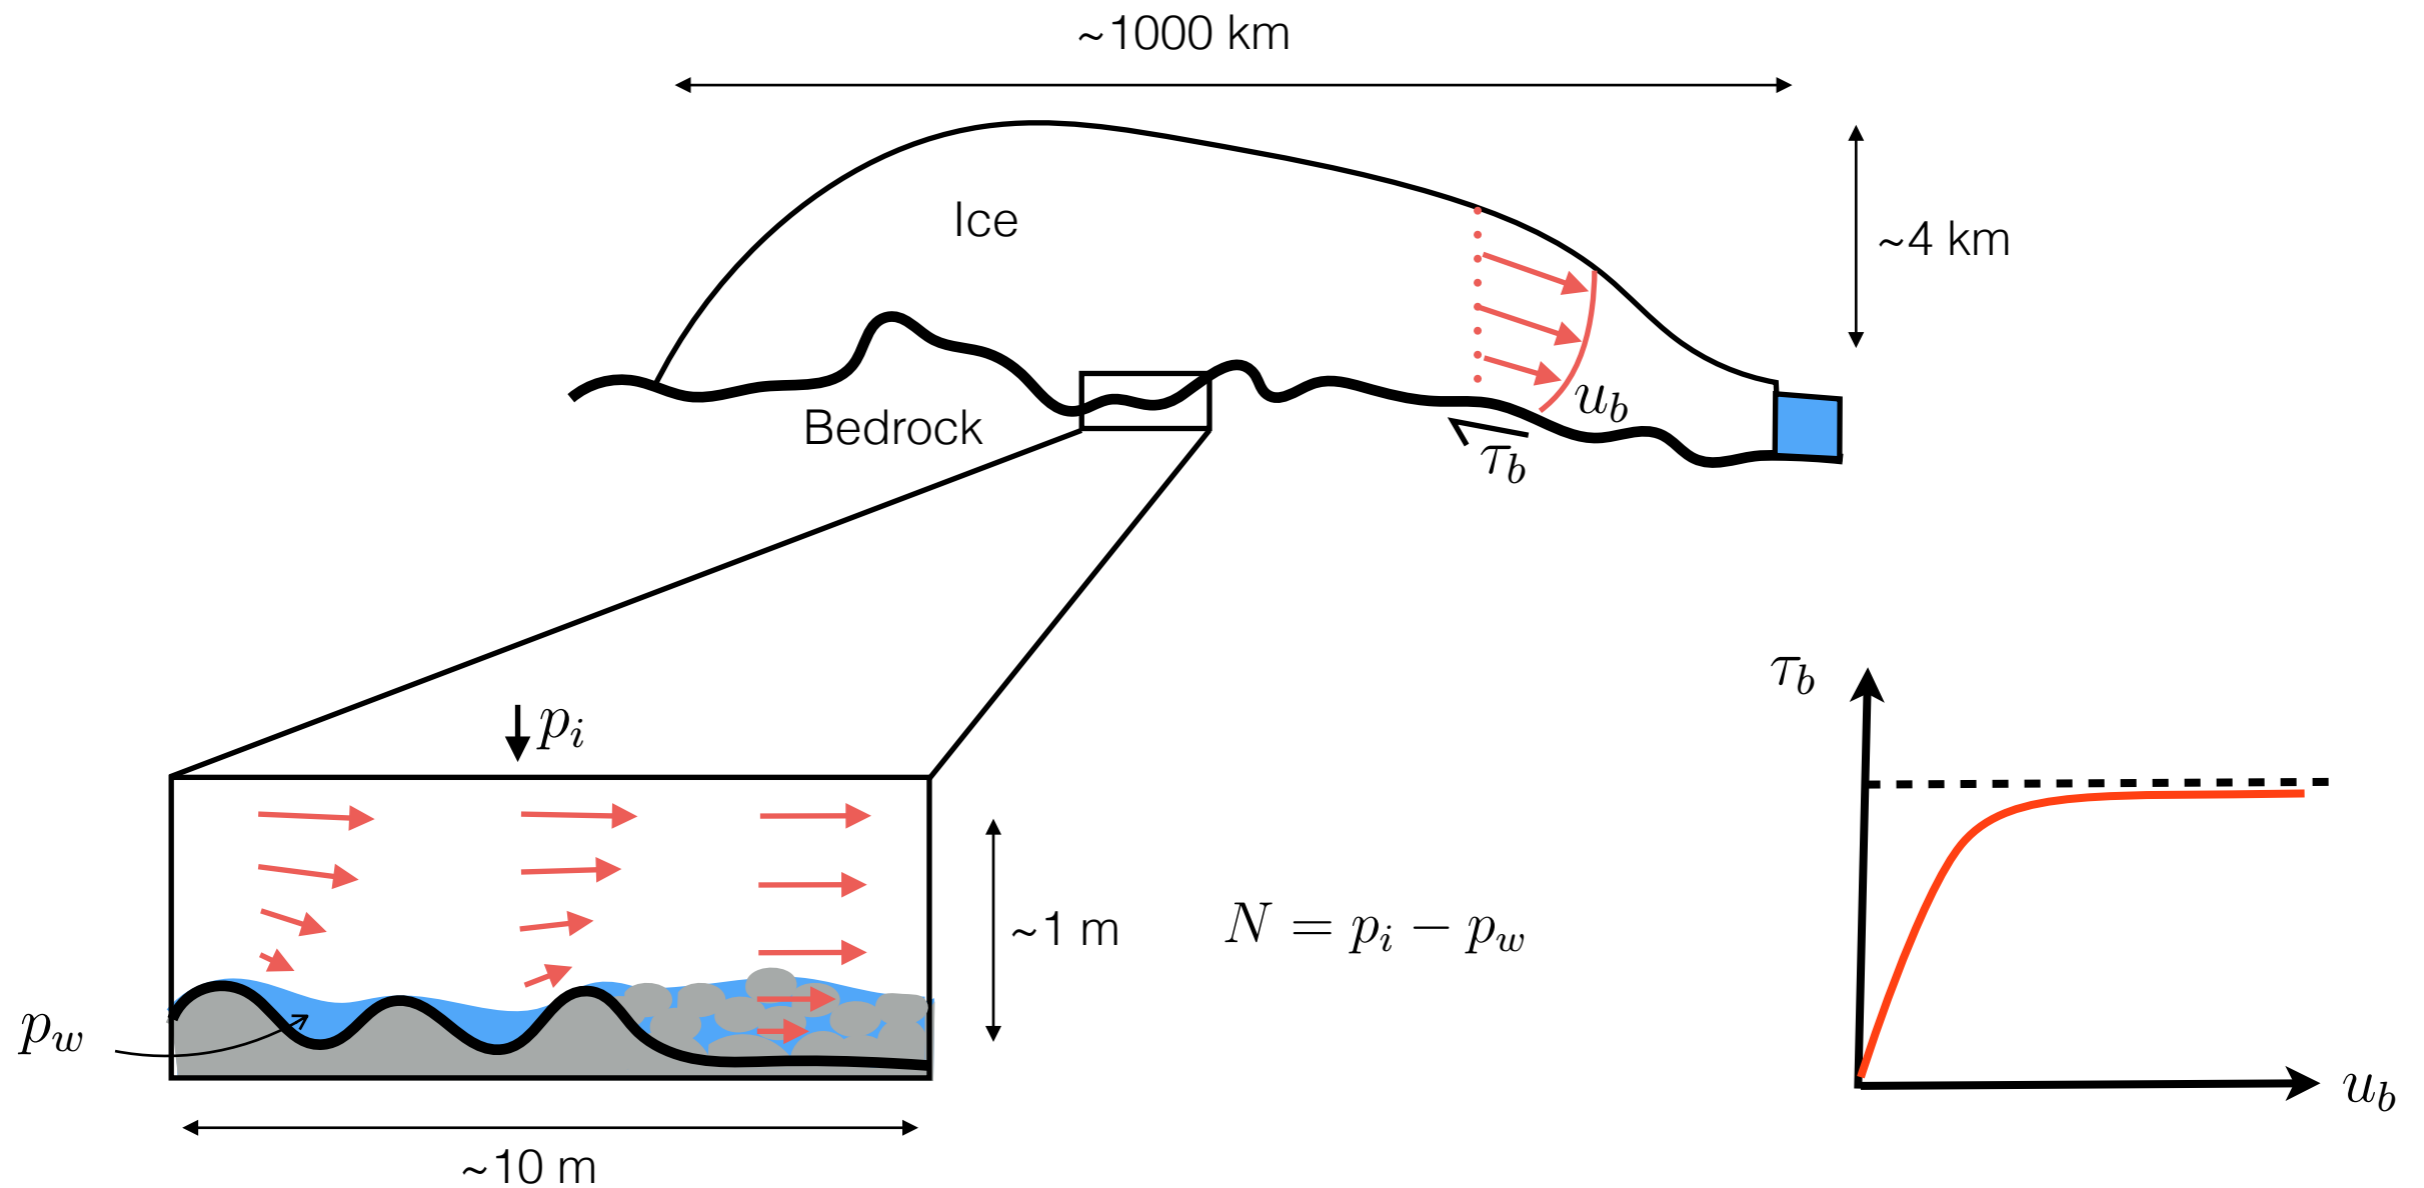 ~1000 km
Ice
~4 km
u_b
Bedrock
τ_b
p_i
τ_b
~1 m
N = p_i − p_w
p_w
u_b
~10 m